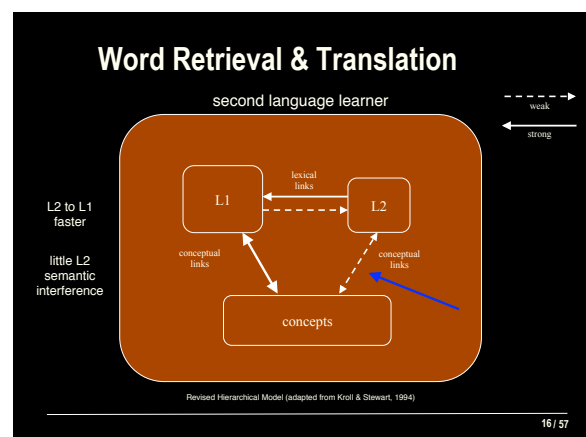 Word Retrieval & Translation
second language learner
weak
strong
lexical
links
L1
L2
L2 to L1
faster
conceptual
links
conceptual
links
little L2
semantic
interference
concepts
Revised Hierarchical Model (adapted from Kroll & Stewart, 1994)
16 / 57